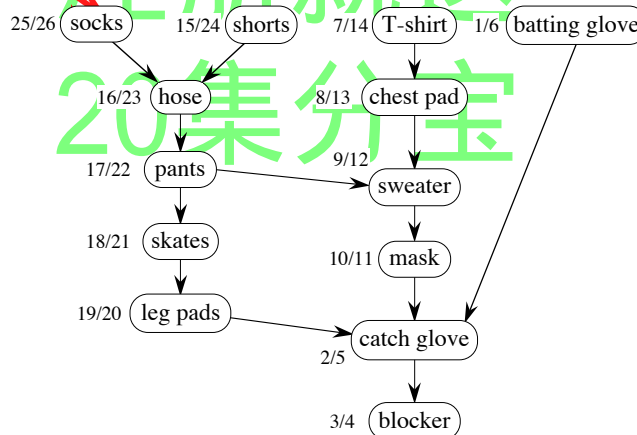 25/26 socks 15/24 shorts 7/14 T-shirt 1/6 batting glove
16/23 hose 8/13 chest pad
20集分宝
17/22 pants 9/12 sweater
18/21 skates 10/11 mask
19/20 leg pads catch glove
2/5
3/4 blocker